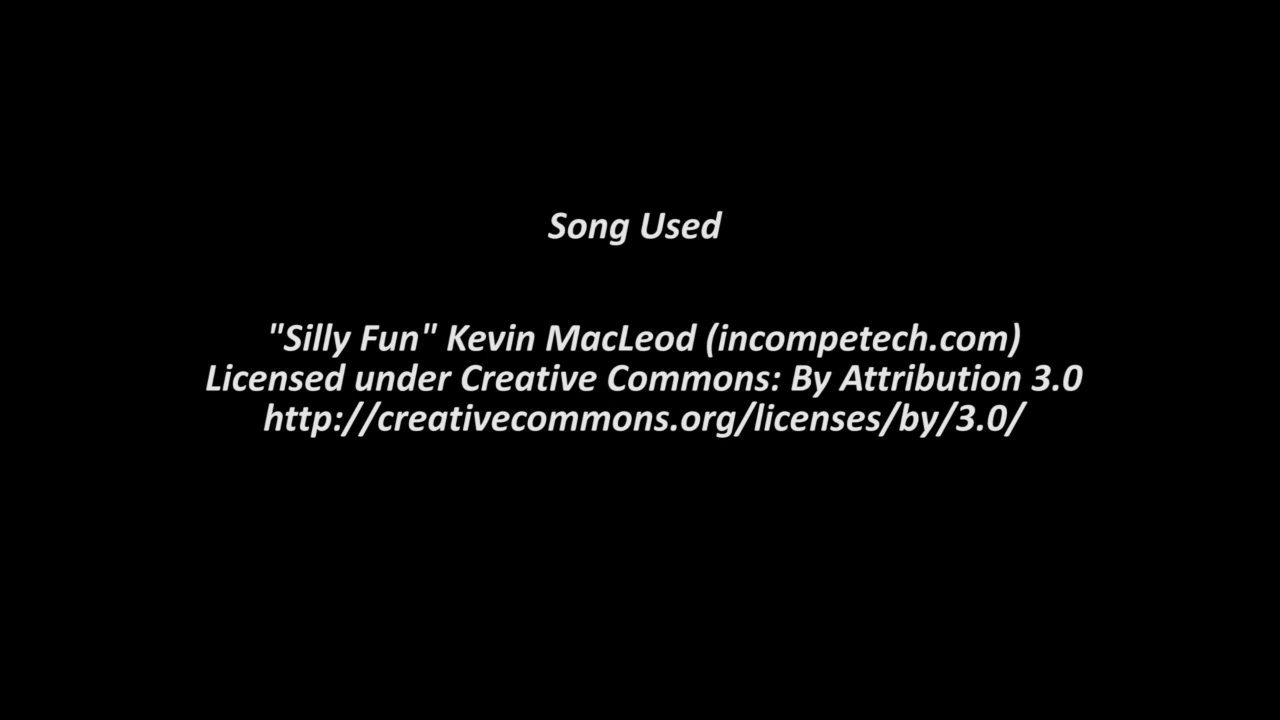 Song Used
"Silly Fun" Kevin MacLeod (incompetech.com)
Licensed under Creative Commons: By Attribution 3.0
http://creativecommons.org/licenses/by/3.0/